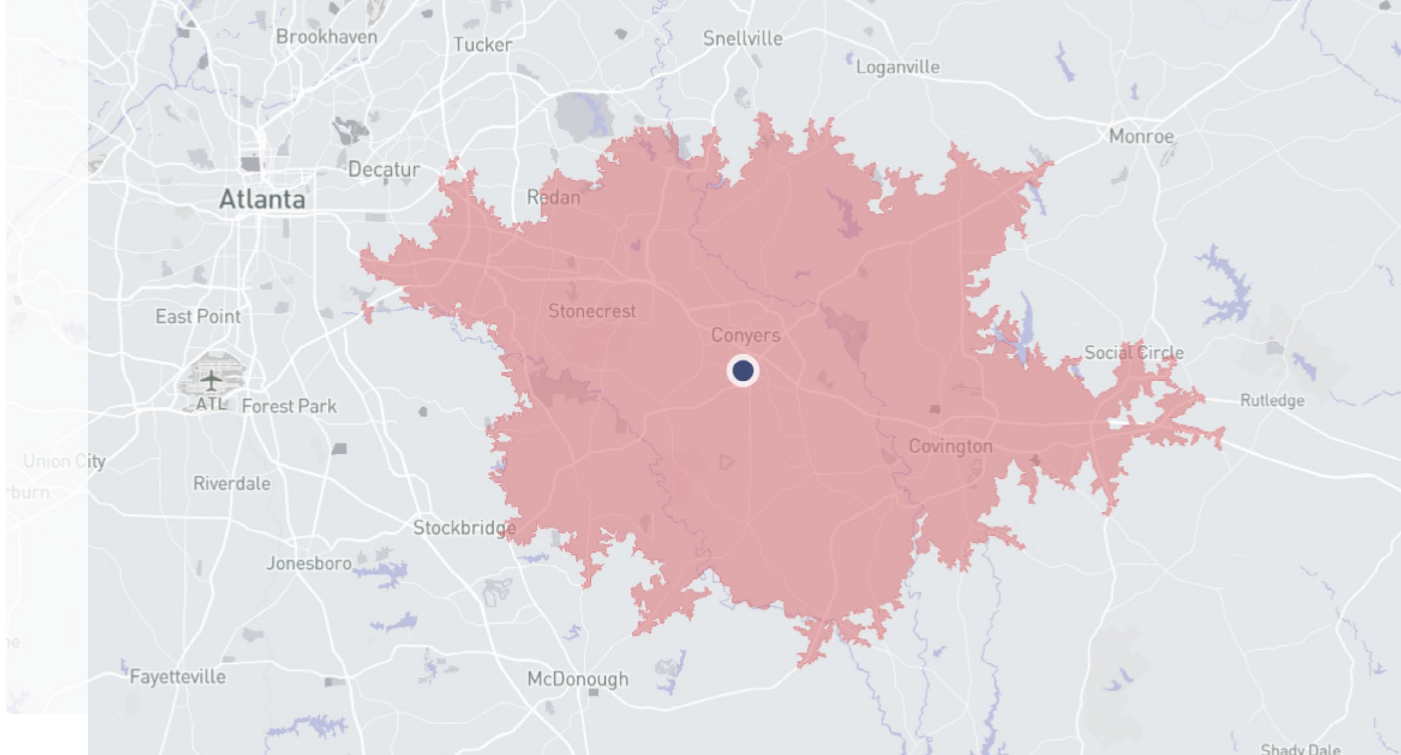 Brookhaven
Tucker
Snellville
Loganville
Monroe
Decatur
Atlanta
Redan
East Point
Stonecrest
Conyers
Social Circle
ATL
Forest Park
Rutledge
Covington
Union City
Riverdale
rburn
Stockbridge
Jonesboro
ne
Fayetteville
McDonough
Shady Dale